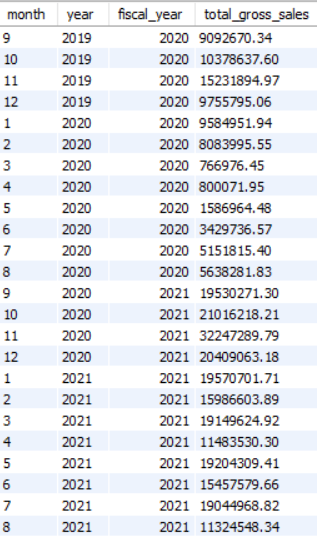 month year fiscal_year total_gross_sales
9 2019 2020 9092670.34
10 2019 2020 10378637.60
11 2019 2020 15231894.97
12 2019 2020 9755795.06
1 2020 2020 9584951.94
2 2020 2020 8083995.55
3 2020 2020 766976.45
4 2020 2020 800071.95
5 2020 2020 1586964.48
6 2020 2020 3429736.57
7 2020 2020 5151815.40
8 2020 2020 5638281.83
9 2020 2021 19530271.30
10 2020 2021 21016218.21
11 2020 2021 32247289.79
12 2020 2021 20409063.18
1 2021 2021 19570701.71
2 2021 2021 15986603.89
3 2021 2021 19149624.92
4 2021 2021 11483530.30
5 2021 2021 19204309.41
6 2021 2021 15457579.66
7 2021 2021 19044968.82
8 2021 2021 11324548.34